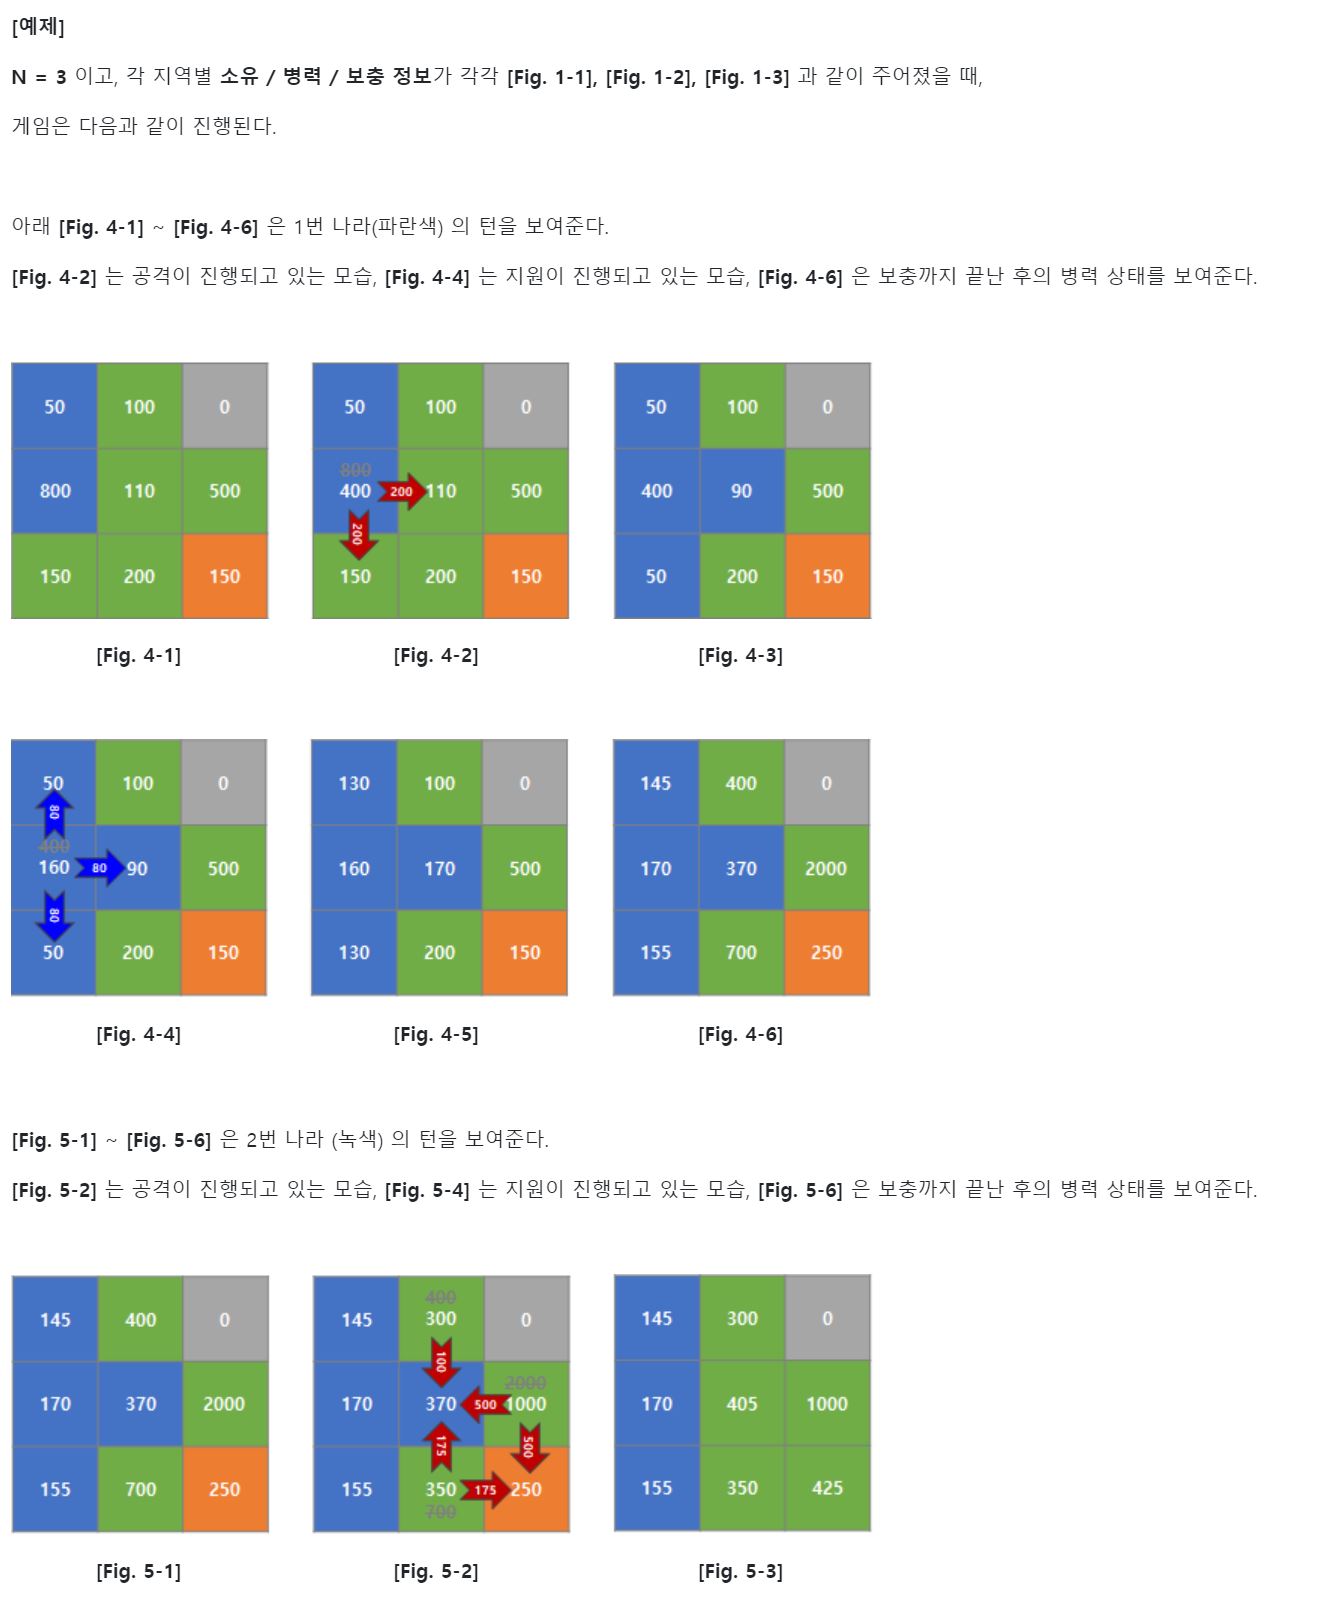 [예제]
N = 3 이고, 각 지역별 소유 / 병력 / 보충 정보가 각각 [Fig. 1-1], [Fig. 1-2], [Fig. 1-3] 과 같이 주어졌을 때,
게임은 다음과 같이 진행된다.
아래 [Fig. 4-1] ~ [Fig. 4-6] 은 1번 나라(파란색) 의 턴을 보여준다.
[Fig. 4-2] 는 공격이 진행되고 있는 모습, [Fig. 4-4] 는 지원이 진행되고 있는 모습, [Fig. 4-6] 은 보충까지 끝난 후의 병력 상태를 보여준다.
50 100 0
800 110 500
150 200 150
[Fig. 4-1]
50 100 0
800
400 200 110 500
200
150 200 150
[Fig. 4-2]
50 100 0
400 90 500
50 200 150
[Fig. 4-3]
50 100 0
80
400
160 80 90 500
80
50 200 150
[Fig. 4-4]
130 100 0
160 170 500
130 200 150
[Fig. 4-5]
145 400 0
170 370 2000
155 700 250
[Fig. 4-6]
[Fig. 5-1] ~ [Fig. 5-6] 은 2번 나라 (녹색) 의 턴을 보여준다.
[Fig. 5-2] 는 공격이 진행되고 있는 모습, [Fig. 5-4] 는 지원이 진행되고 있는 모습, [Fig. 5-6] 은 보충까지 끝난 후의 병력 상태를 보여준다.
145 400 0
170 370 2000
155 700 250
[Fig. 5-1]
400
145 300 0
100
2000
170 370 500 1000
175 500
155 350 175 250
700
[Fig. 5-2]
145 300 0
170 405 1000
155 350 425
[Fig. 5-3]